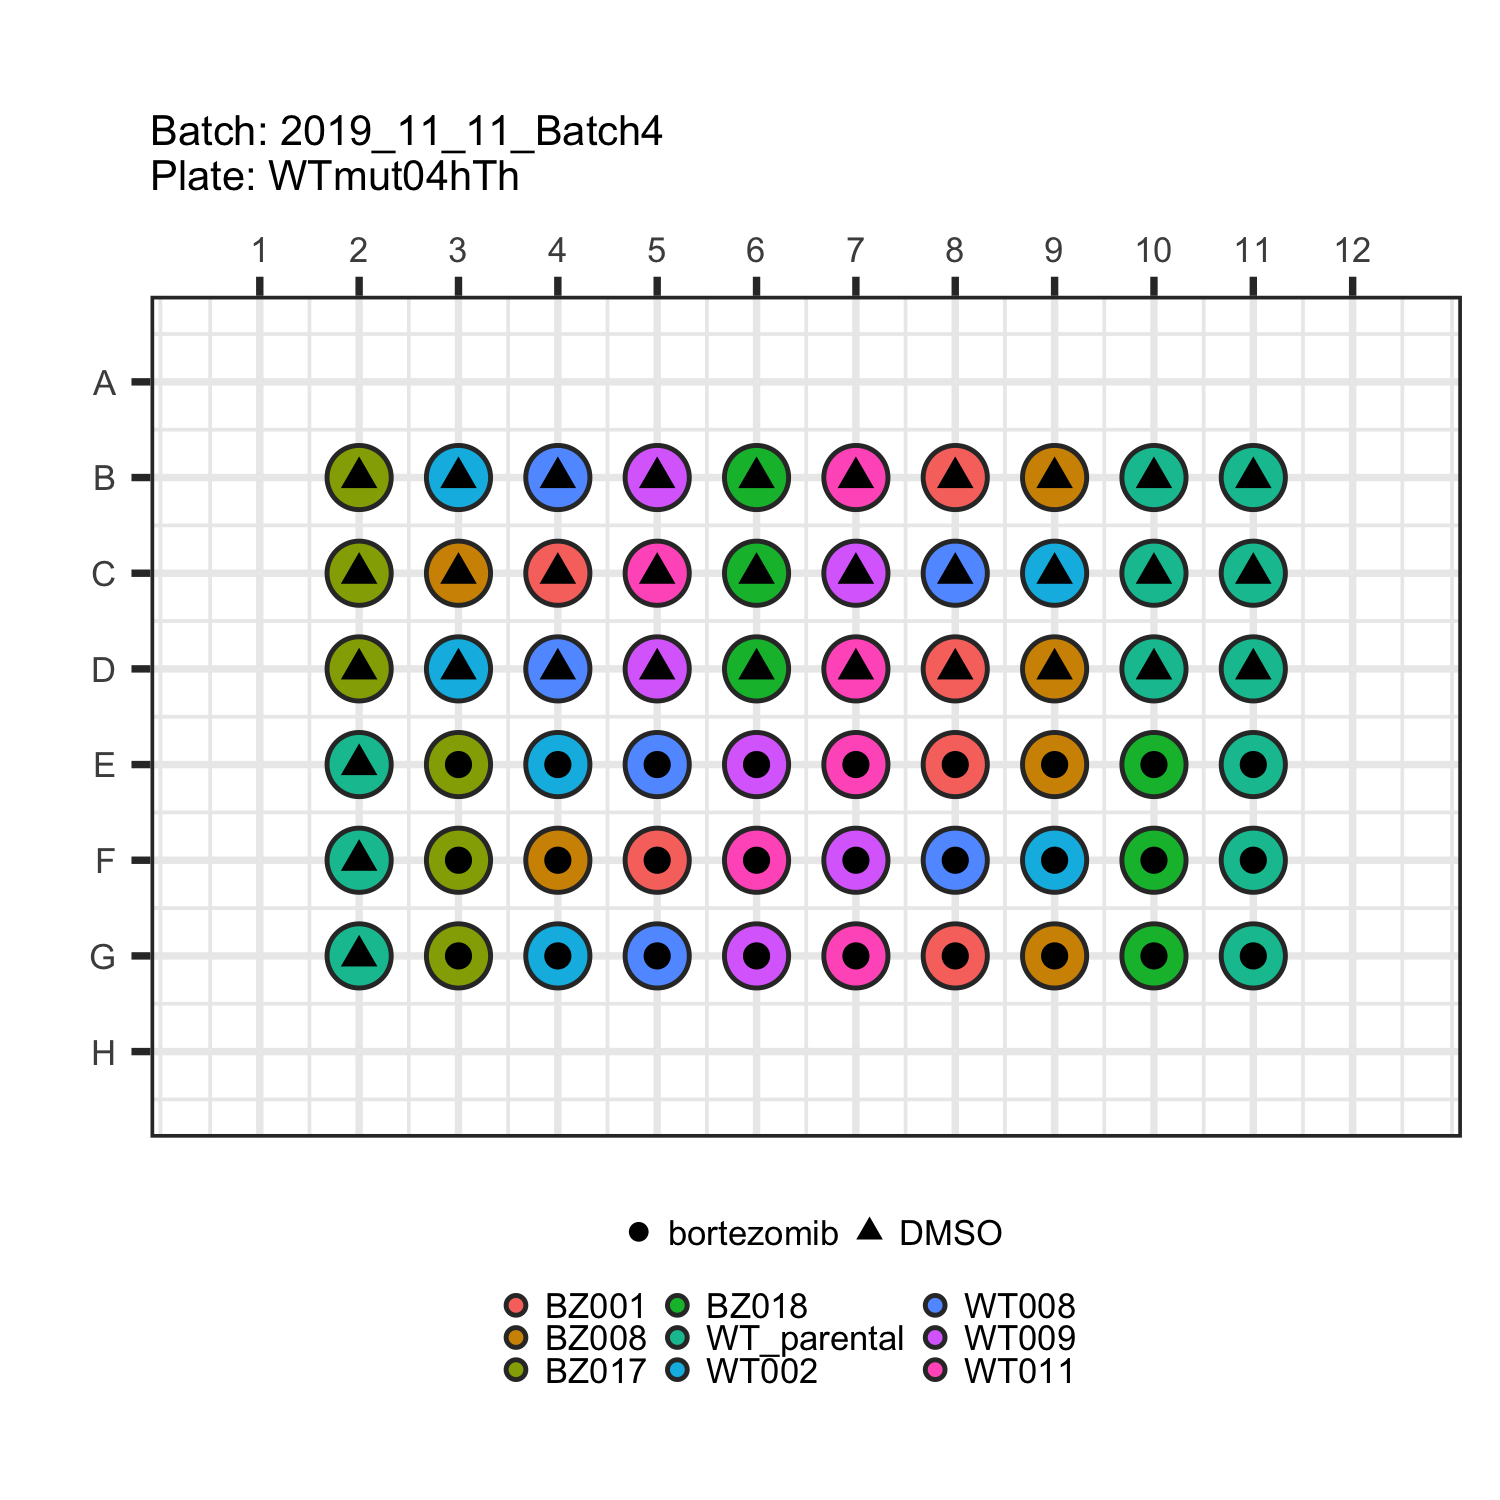 Batch: 2019_11_11_Batch4
Plate: WTmut04hTh
1 2 3 4 5 6 7 8 9 10 11 12
A
B
C
D
E
F
G
H
bortezomib DMSO
BZ001 BZ018 WT008
BZ008 WT_parental WT009
BZ017 WT002 WT011